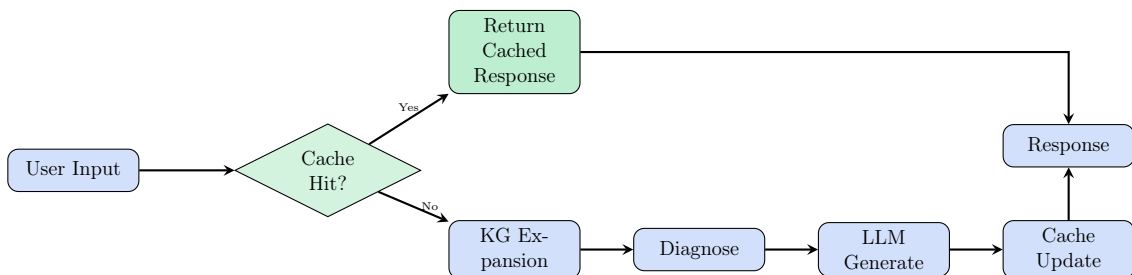 User Input
Cache
Hit?
Yes
Return
Cached
Response
No
KG Ex-
pansion
Diagnose
LLM
Generate
Cache
Update
Response